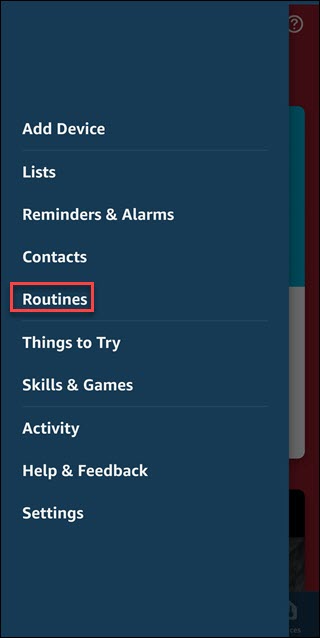 Add Device
Lists
Reminders & Alarms
Contacts
Routines
Things to Try
Skills & Games
Activity
Help & Feedback
Settings